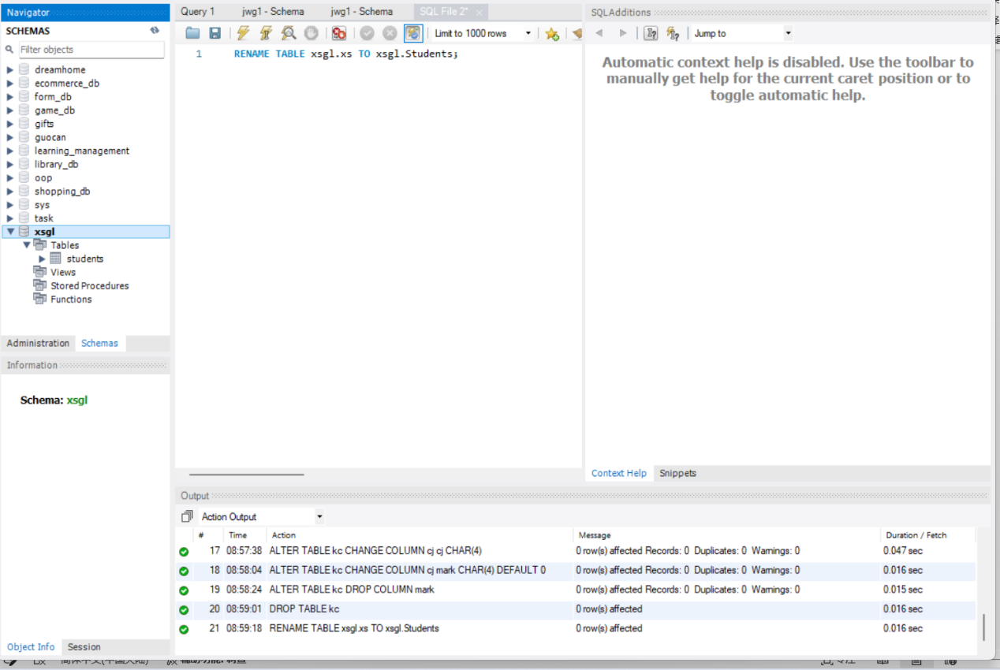 Navigator
SCHEMAS
Filter objects
dreamhome
ecommerce_db
form_db
game_db
gifts
guocan
learning_management
library_db
oop
shopping_db
sys
task
xsgl
Tables
students
Views
Stored Procedures
Functions
Administration Schemas
Information
Schema: xsgl
Object Info Session
Query 1 jwg1 - Schema jwg1 - Schema SQL File 2*
Limit to 1000 rows
1 RENAME TABLE xsgl.xs TO xsgl.Students;
SQLAdditions
Jump to
Automatic context help is disabled. Use the toolbar to
manually get help for the current caret position or to
toggle automatic help.
Context Help Snippets
Output
Action Output
# Time Action Message Duration / Fetch
17 08:57:38 ALTER TABLE kc CHANGE COLUMN cj cj CHAR(4) 0 row(s) affected Records: 0 Duplicates: 0 Warnings: 0 0.047 sec
18 08:58:04 ALTER TABLE kc CHANGE COLUMN cj mark CHAR(4) DEFAULT 0 0 row(s) affected Records: 0 Duplicates: 0 Warnings: 0 0.016 sec
19 08:58:24 ALTER TABLE kc DROP COLUMN mark 0 row(s) affected Records: 0 Duplicates: 0 Warnings: 0 0.015 sec
20 08:59:01 DROP TABLE kc 0 row(s) affected 0.016 sec
21 08:59:18 RENAME TABLE xsgl.xs TO xsgl.Students 0 row(s) affected 0.016 sec